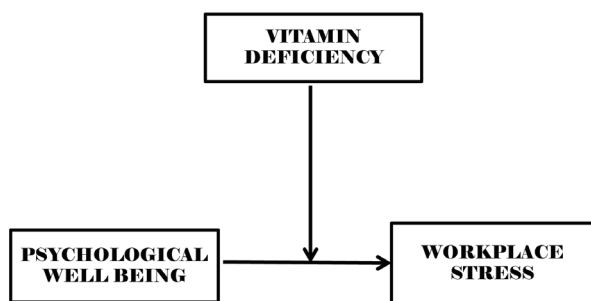 VITAMIN
DEFICIENCY
PSYCHOLOGICAL
WELL BEING
WORKPLACE
STRESS